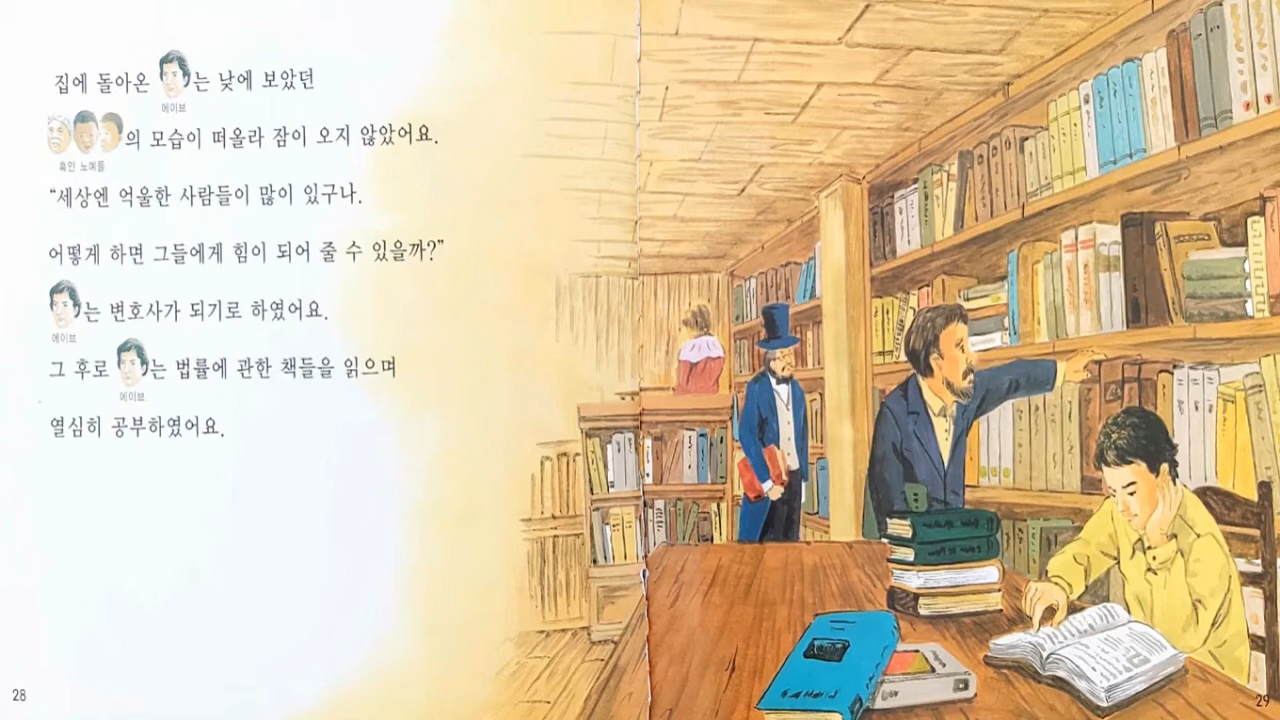 집에 돌아온 는 낮에 보았던
에이브
의 모습이 떠올라 잠이 오지 않았어요.
흑인 노예들
“세상엔 억울한 사람들이 많이 있구나.
어떻게 하면 그들에게 힘이 되어 줄 수 있을까?”
는 변호사가 되기로 하였어요.
에이브
그 후로 는 법률에 관한 책들을 읽으며
에이브
열심히 공부하였어요.
28
29